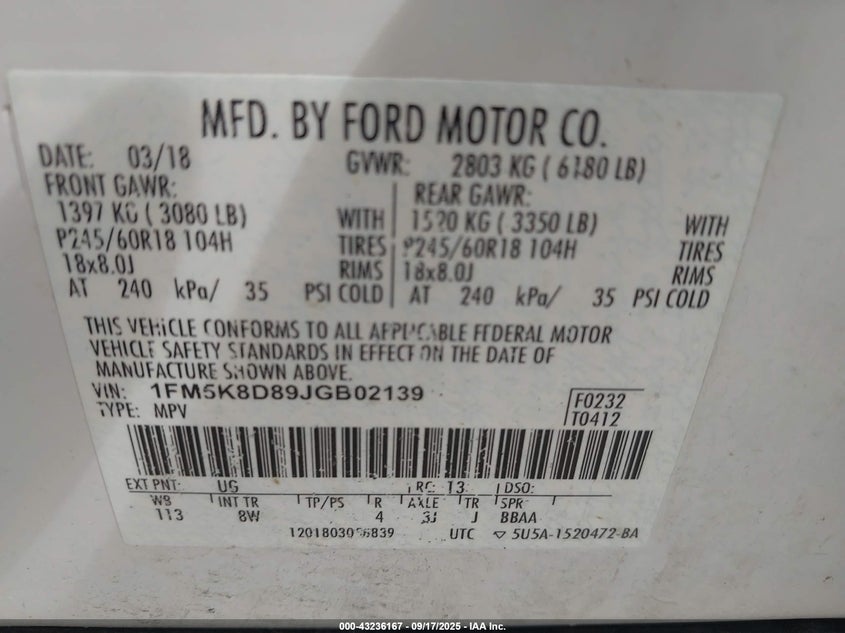 MFD. BY FORD MOTOR CO.
DATE: 03/18 GVWR: 2803 KG ( 6180 LB)
FRONT GAWR: REAR GAWR:
1397 KG ( 3080 LB) WITH 1520 KG ( 3350 LB) WITH
P245/60R18 104H TIRES P245/60R18 104H TIRES
18x8.0J RIMS 18x8.0J RIMS
AT 240 kPa/ 35 PSI COLD AT 240 kPa/ 35 PSI COLD
THIS VEHICLE CONFORMS TO ALL APPLICABLE FEDERAL MOTOR
VEHICLE SAFETY STANDARDS IN EFFECT ON THE DATE OF
MANUFACTURE SHOWN ABOVE.
VIN: 1FM5K8D89JGB02139 F0232
TYPE: MPV T0412
EXT PNT: UG RC: 13 DSO:
WB INT TR TP/PS R AXLE TR SPR
113 8W 4 3J J BBAA
UTC ▽ 5U5A-1520472-BA
000-43236167 - 09/17/2025 - IAA Inc.